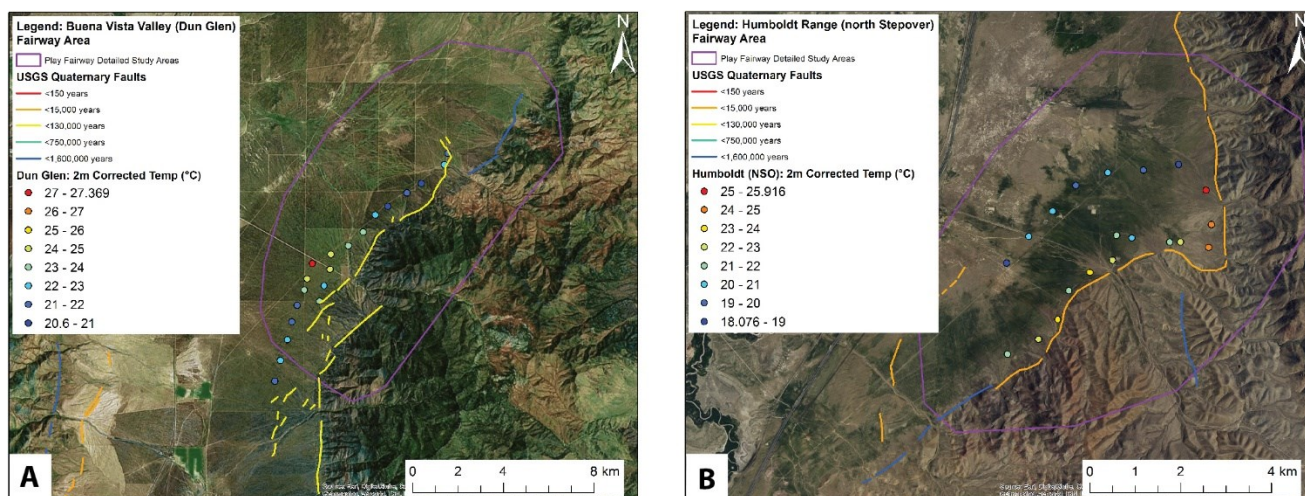 Legend: Buena Vista Valley (Dun Glen)
Fairway Area
Play Fairway Detailed Study Areas
USGS Quaternary Faults
<150 years
<15,000 years
<130,000 years
<750,000 years
<1,600,000 years
Dun Glen: 2m Corrected Temp (°C)
27 - 27.369
26 - 27
25 - 26
24 - 25
23 - 24
22 - 23
21 - 22
20.6 - 21
N
A
0 2 4 8 km
Legend: Humboldt Range (north Stepover)
Fairway Area
Play Fairway Detailed Study Areas
USGS Quaternary Faults
<150 years
<15,000 years
<130,000 years
<750,000 years
<1,600,000 years
Humboldt (NSO): 2m Corrected Temp (°C)
25 - 25.916
24 - 25
23 - 24
22 - 23
21 - 22
20 - 21
19 - 20
18.076 - 19
N
B
0 1 2 4 km